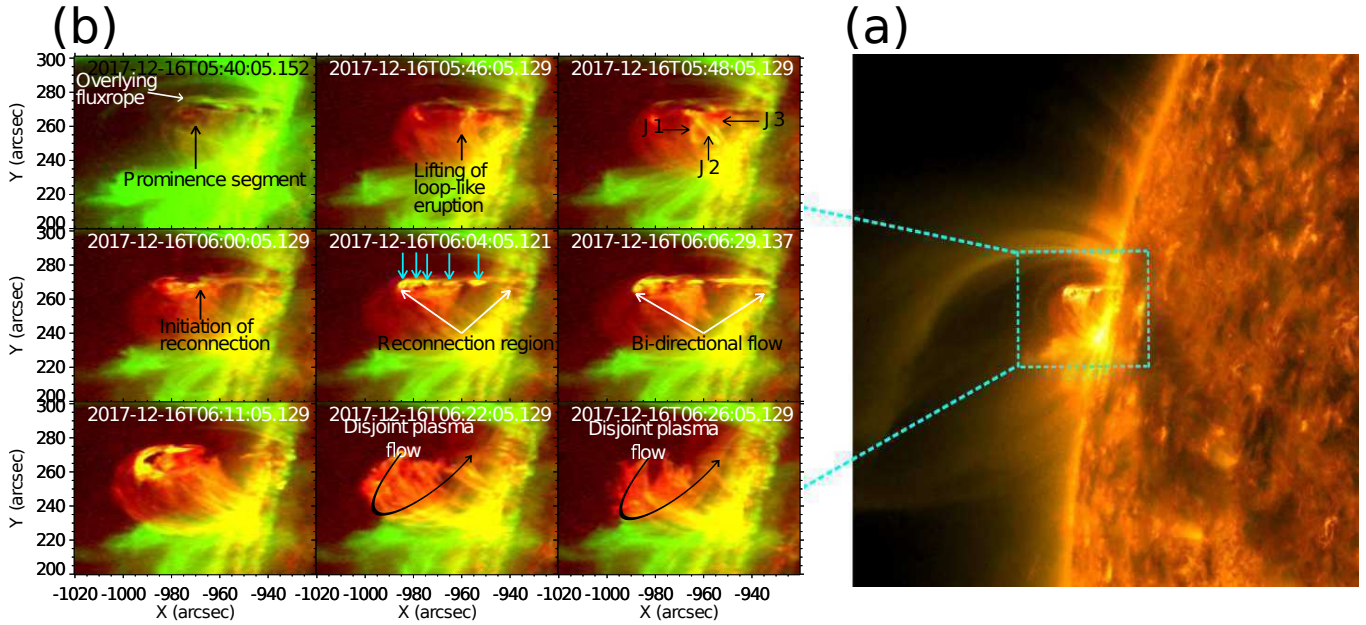 (b)
(a)
2017-12-16T05:40:05.152
2017-12-16T05:46:05.129
2017-12-16T05:48:05.129
Overlying
fluxrope
Prominence segment
Lifting of
loop-like
eruption
J1
J2
J3
2017-12-16T06:00:05.129
2017-12-16T06:04:05.121
2017-12-16T06:06:29.137
Initiation of
reconnection
Reconnection region
Bi-directional flow
2017-12-16T06:11:05.129
2017-12-16T06:22:05.129
2017-12-16T06:26:05.129
Disjoint plasma
flow
Disjoint plasma
flow
300
280
260
240
220
200
Y (arcsec)
300
280
260
240
220
200
Y (arcsec)
300
280
260
240
220
200
Y (arcsec)
-1020 -1000 -980 -960 -940
X (arcsec)
-1020 -1000 -980 -960 -940
X (arcsec)
-1020 -1000 -980 -960 -940
X (arcsec)